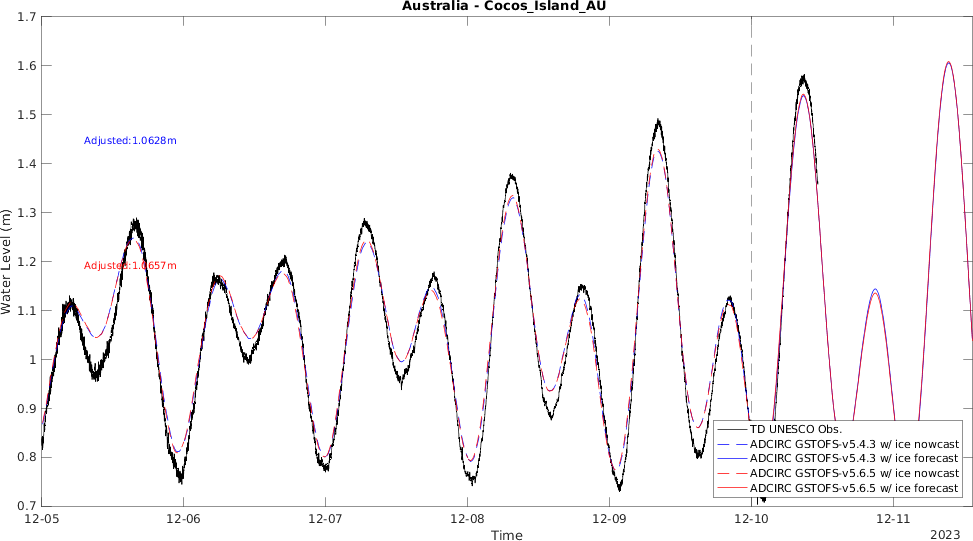 Australia - Cocos_Island_AU
1.7
1.6
1.5
1.4
1.3
1.2
1.1
1
0.9
0.8
0.7
Water Level (m)
Adjusted:1.0628m
Adjusted:1.0657m
TD UNESCO Obs.
ADCIRC GSTOFS-v5.4.3 w/ ice nowcast
ADCIRC GSTOFS-v5.4.3 w/ ice forecast
ADCIRC GSTOFS-v5.6.5 w/ ice nowcast
ADCIRC GSTOFS-v5.6.5 w/ ice forecast
12-05 12-06 12-07 12-08 12-09 12-10 12-11
Time
2023